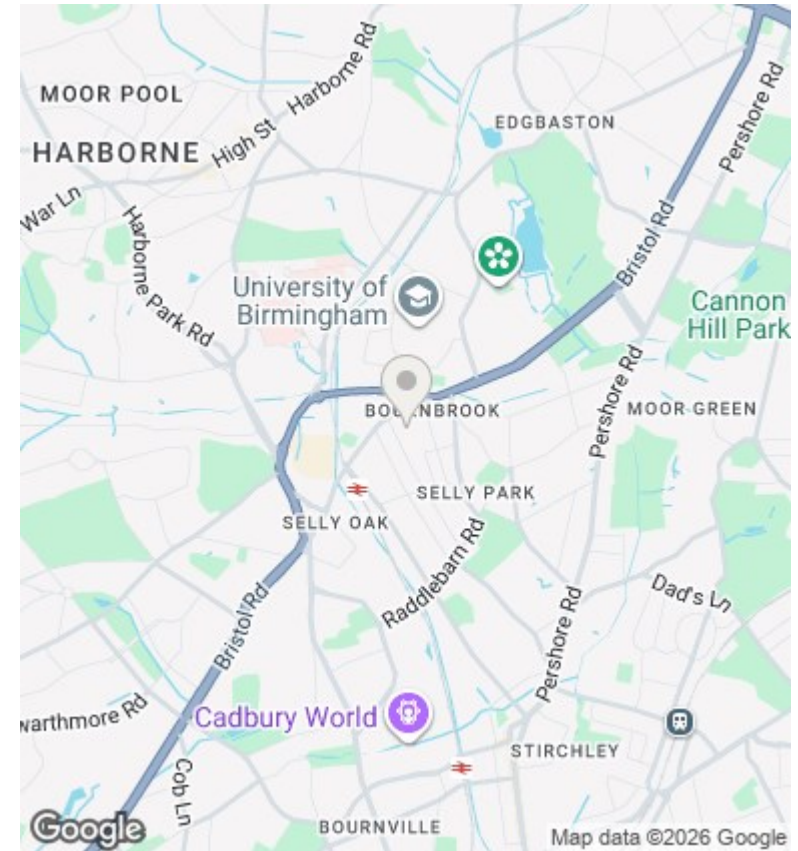 MOOR POOL
Harborne Rd
HARBORNE
High St
EDGBASTON
Pershore Rd
War Ln
Harborne Park Rd
Bristol Rd
University of
Birmingham
Cannon
Hill Park
Pershore Rd
MOOR GREEN
SELLY PARK
SELLY OAK
Raddlebarn Rd
Dad's Ln
Bristol Rd
Pershore Rd
warthmore Rd
Cadbury World
Cob Ln
STIRCHLEY
BOURNVILLE
Google
Map data ©2026 Google